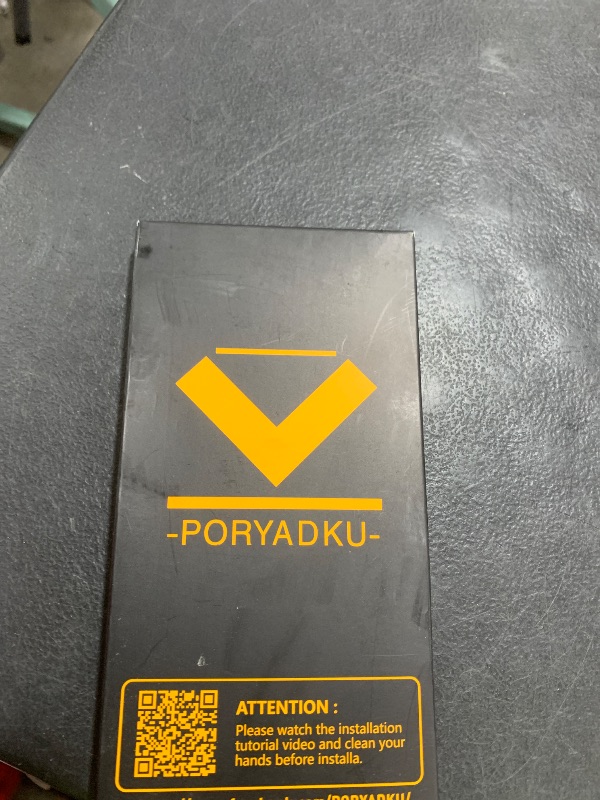 -PORYADKU-
ATTENTION :
Please watch the installation
tutorial video and clean your
hands before installa.